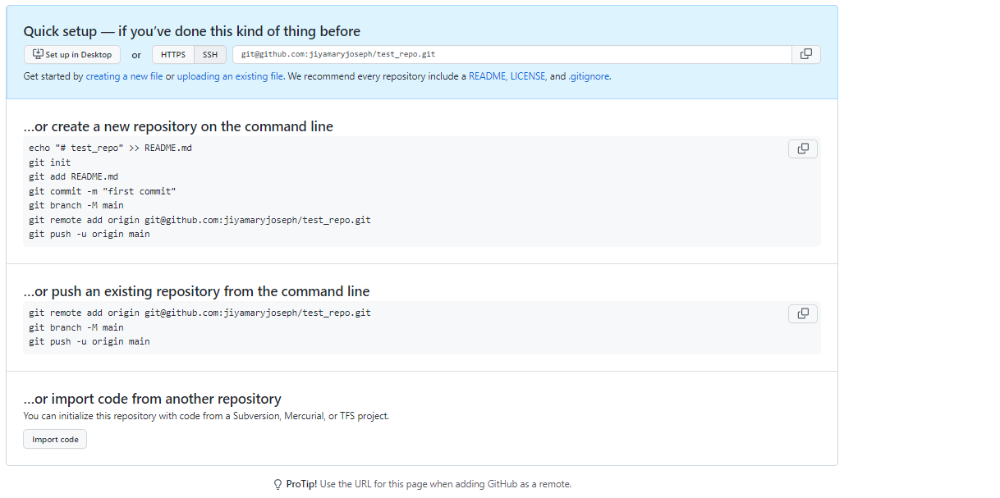 Quick setup — if you’ve done this kind of thing before
Set up in Desktop or HTTPS SSH git@github.com:jiyamaryjoseph/test_repo.git
Get started by creating a new file or uploading an existing file. We recommend every repository include a README, LICENSE, and .gitignore.
…or create a new repository on the command line
echo "# test_repo" >> README.md
git init
git add README.md
git commit -m "first commit"
git branch -M main
git remote add origin git@github.com:jiyamaryjoseph/test_repo.git
git push -u origin main
…or push an existing repository from the command line
git remote add origin git@github.com:jiyamaryjoseph/test_repo.git
git branch -M main
git push -u origin main
…or import code from another repository
You can initialize this repository with code from a Subversion, Mercurial, or TFS project.
Import code
ProTip! Use the URL for this page when adding GitHub as a remote.